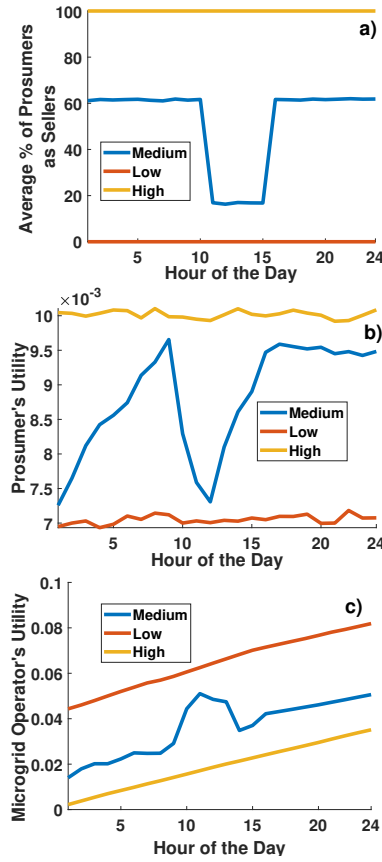 a)
100
80
60
40
20
0
Average % of Prosumers
as Sellers
Medium
Low
High
5 10 15 20 24
Hour of the Day
×10^-3
b)
10
9.5
9
8.5
8
7.5
7
Prosumer's Utility
Medium
Low
High
5 10 15 20 24
Hour of the Day
c)
0.1
0.08
0.06
0.04
0.02
0
Microgrid Operator's Utility
Medium
Low
High
5 10 15 20 24
Hour of the Day